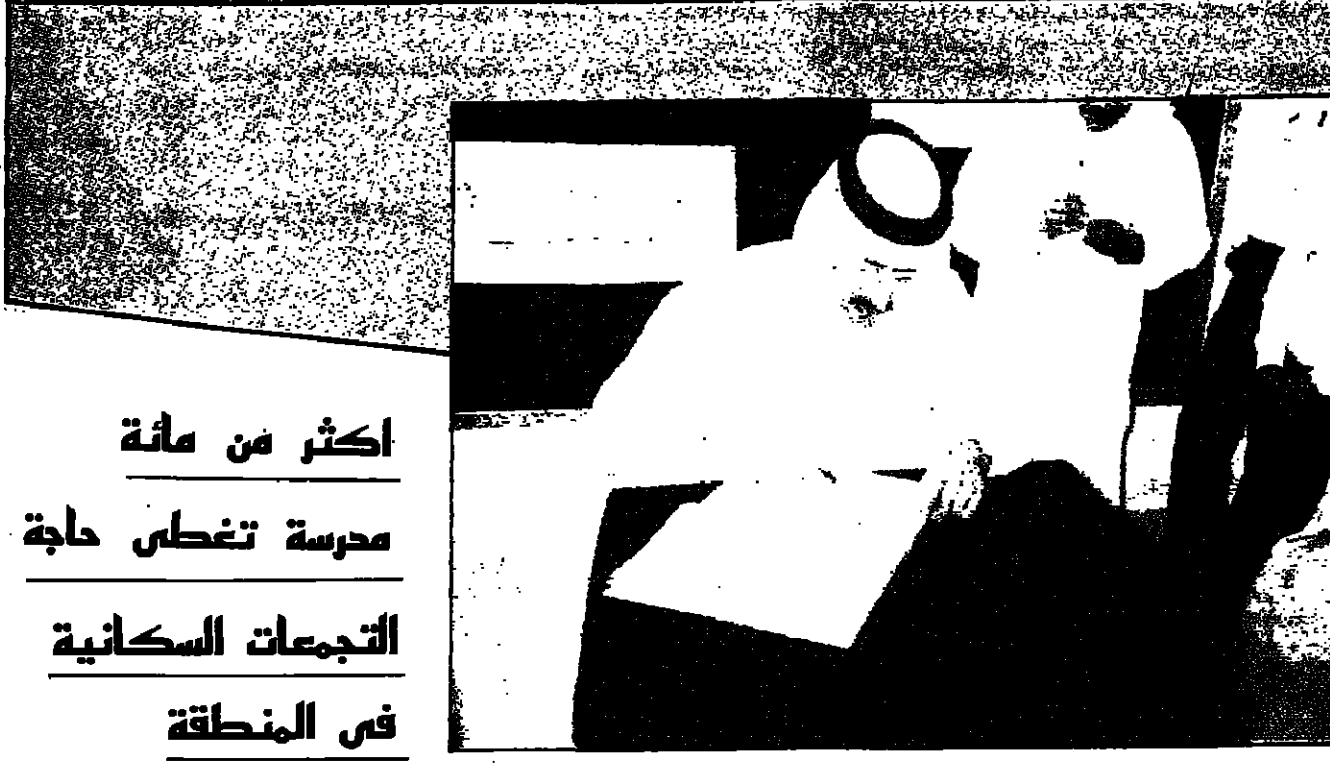 اكثر من مائة
مدرسة تغطى حاجة
التجمعات السكانية
فى المنطقة